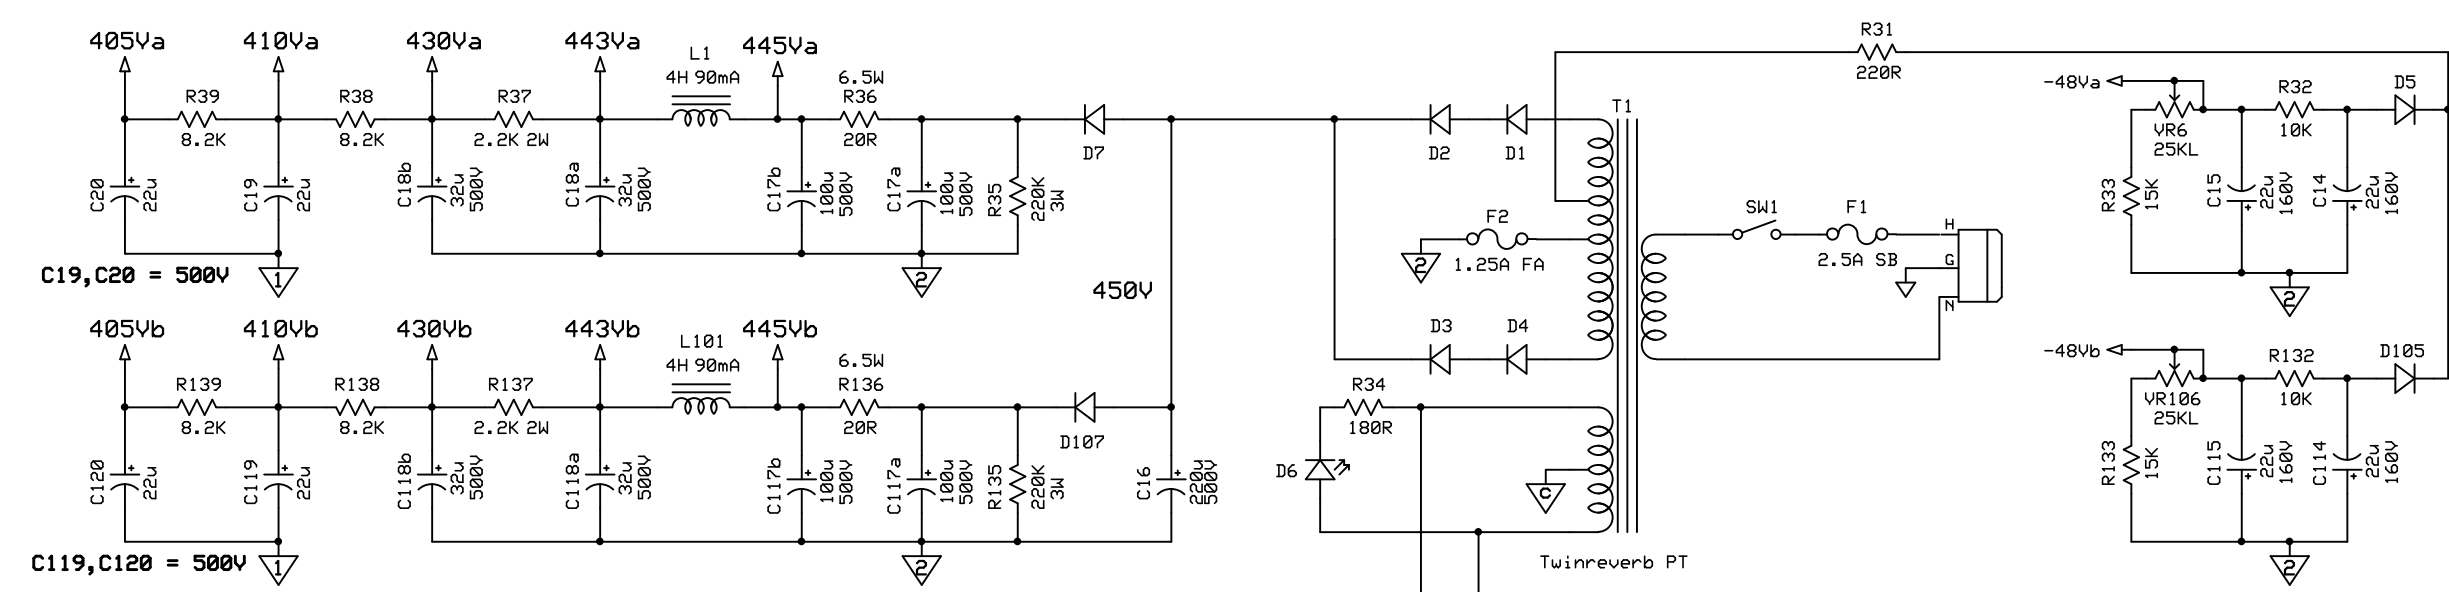 405Va
410Va
430Va
443Va
L1
4H 90mA
445Va
6.5W
R39
8.2K
R38
8.2K
R37
2.2K 2W
R36
20R
D7
C20
22u
C19
22u
C18b
32u
500V
C18a
32u
500V
C17b
100u
500V
C17a
100u
500V
R35
220K
3W
C19,C20 = 500V
1
2
450V
405Vb
410Vb
430Vb
443Vb
L101
4H 90mA
445Vb
6.5W
R139
8.2K
R138
8.2K
R137
2.2K 2W
R136
20R
D107
C120
22u
C119
22u
C118b
32u
500V
C118a
32u
500V
C117b
100u
500V
C117a
100u
500V
R135
220K
3W
C16
220u
500V
C119,C120 = 500V
1
2
R31
220R
D2
D1
T1
F2
1.25A FA
2
D3
D4
R34
180R
D6
C
Twinreverb PT
SW1
F1
2.5A SB
H
G
N
-48Va
VR6
25KL
R32
10K
D5
R33
15K
C15
22u
160V
C14
22u
160V
2
-48Vb
VR106
25KL
R132
10K
D105
R133
15K
C115
22u
160V
C114
22u
160V
2